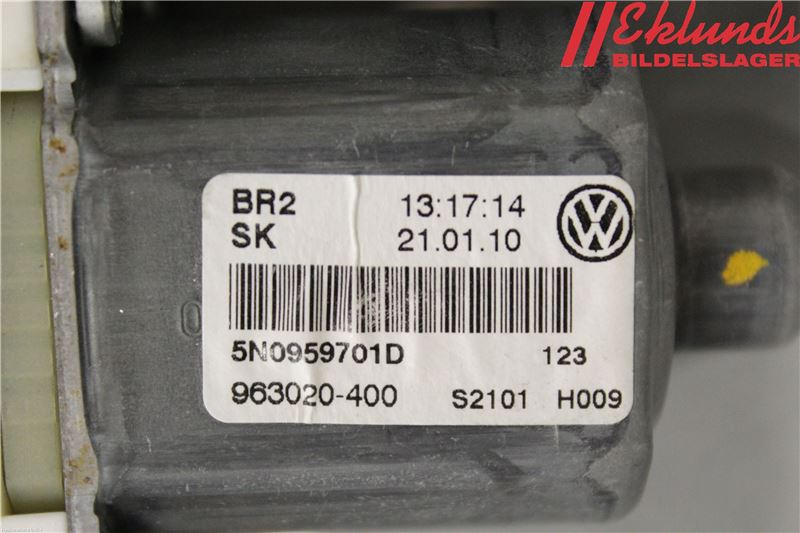 Eklunds
BILDELSLAGER
BR2 13:17:14
SK 21.01.10
5N0959701D 123
963020-400 S2101 H009